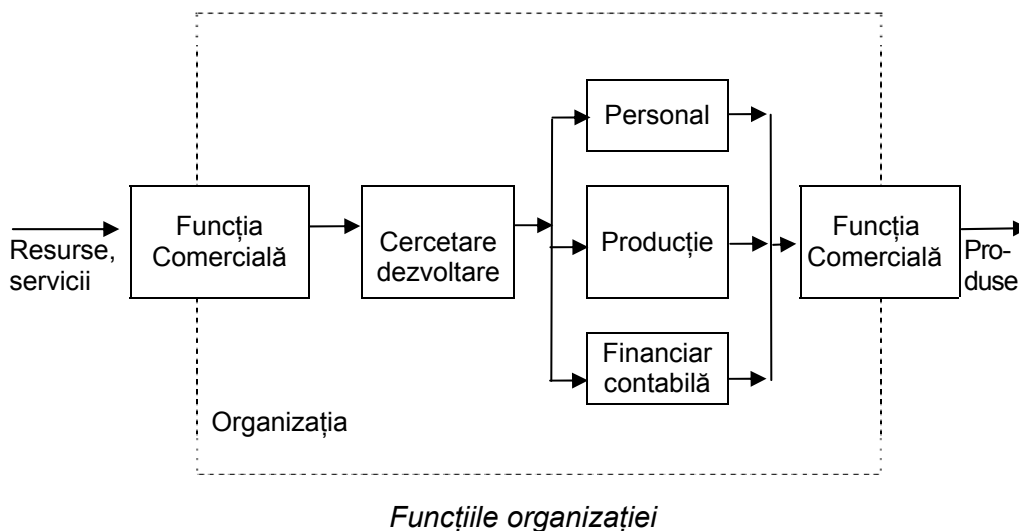 Personal
Resurse,
servicii
Funcția
Comercială
Cercetare
dezvoltare
Producție
Funcția
Comercială
Pro-
duse
Financiar
contabilă
Organizația
Funcțiile organizației